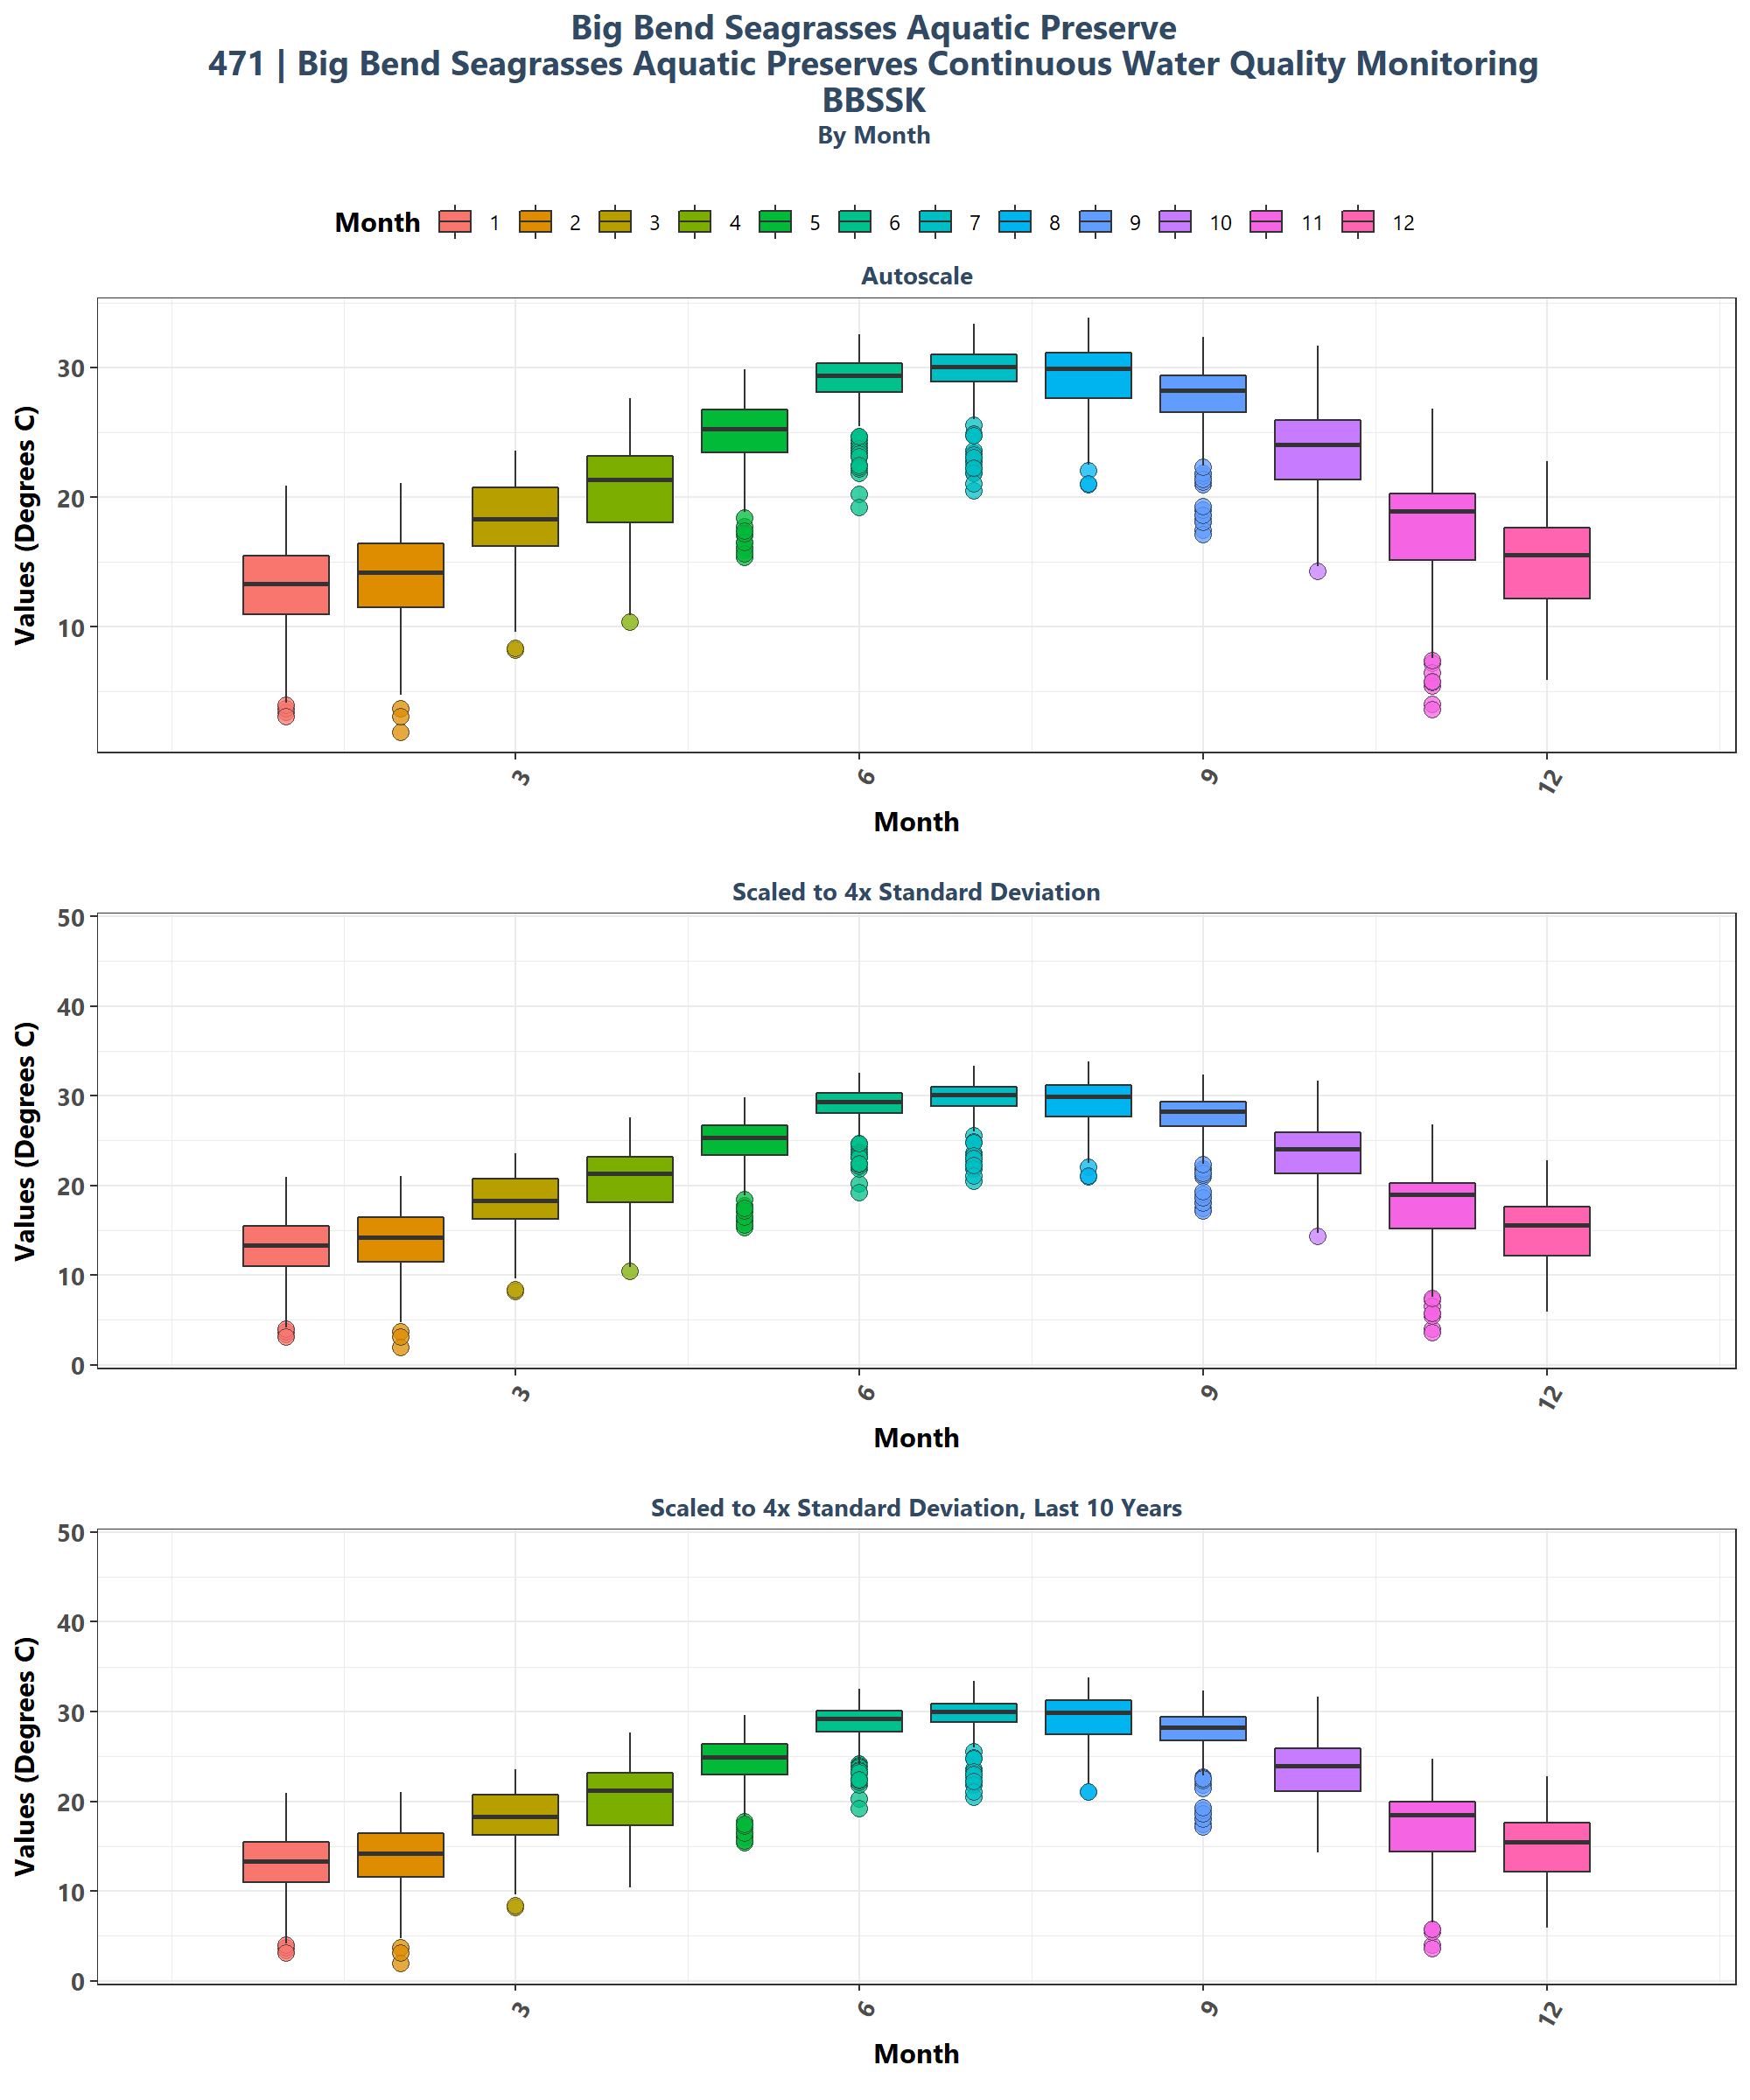 Big Bend Seagrasses Aquatic Preserve
471 | Big Bend Seagrasses Aquatic Preserves Continuous Water Quality Monitoring
BBSSK
By Month
Month 1 2 3 4 5 6 7 8 9 10 11 12
Autoscale
Values (Degrees C)
30
20
10
3 6 9 12
Month
Scaled to 4x Standard Deviation
Values (Degrees C)
50
40
30
20
10
0
3 6 9 12
Month
Scaled to 4x Standard Deviation, Last 10 Years
Values (Degrees C)
50
40
30
20
10
0
3 6 9 12
Month